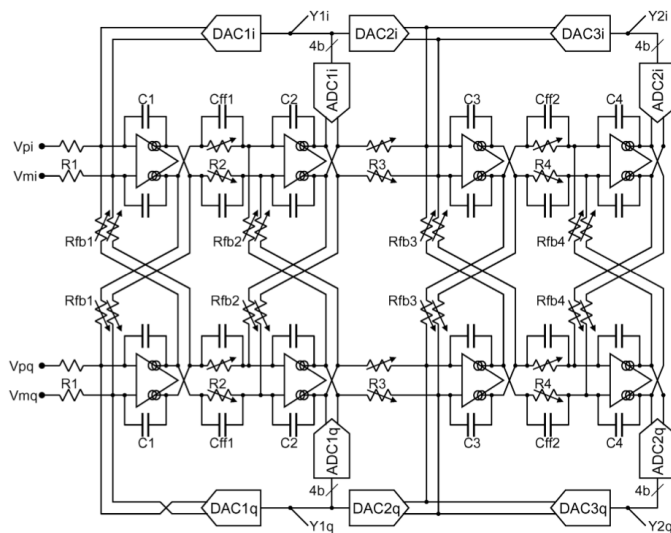 Y1i Y2i
DAC1i DAC2i DAC3i
4b 4b
ADC1i ADC2i
C1 Cff1 C2 C3 Cff2 C4
Vpi
R1 R2 R3 R4
Vmi
Rfb1 Rfb2 Rfb3 Rfb4
Rfb1 Rfb2 Rfb3 Rfb4
Vpq
R1 R2 R3 R4
Vmq
C1 Cff1 C2 C3 Cff2 C4
ADC1q ADC2q
4b 4b
DAC1q DAC2q DAC3q
Y1q Y2q